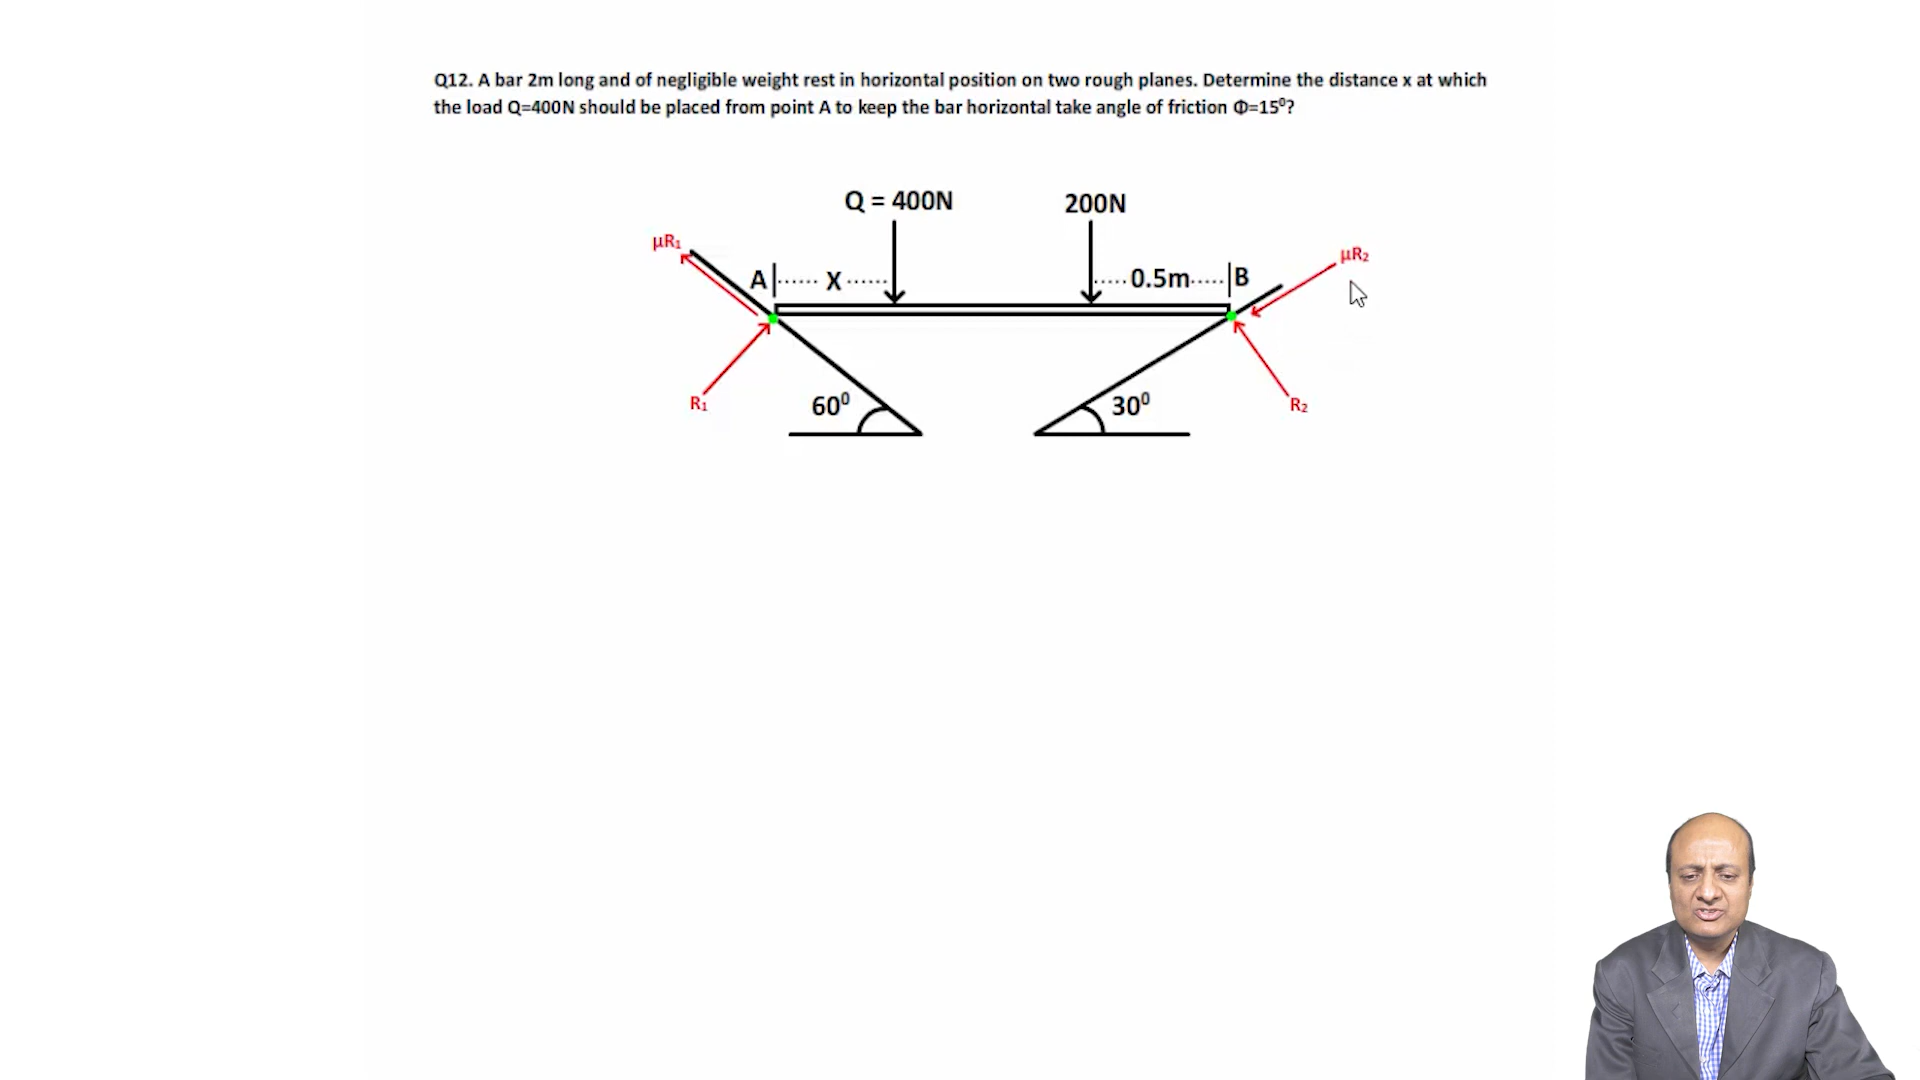 Q12. A bar 2m long and of negligible weight rest in horizontal position on two rough planes. Determine the distance x at which
the load Q=400N should be placed from point A to keep the bar horizontal take angle of friction Φ=15⁰?
Q = 400N
200N
μR₁
μR₂
A|...... X ......
.....0.5m.....|B
R₁
60⁰
30⁰
R₂